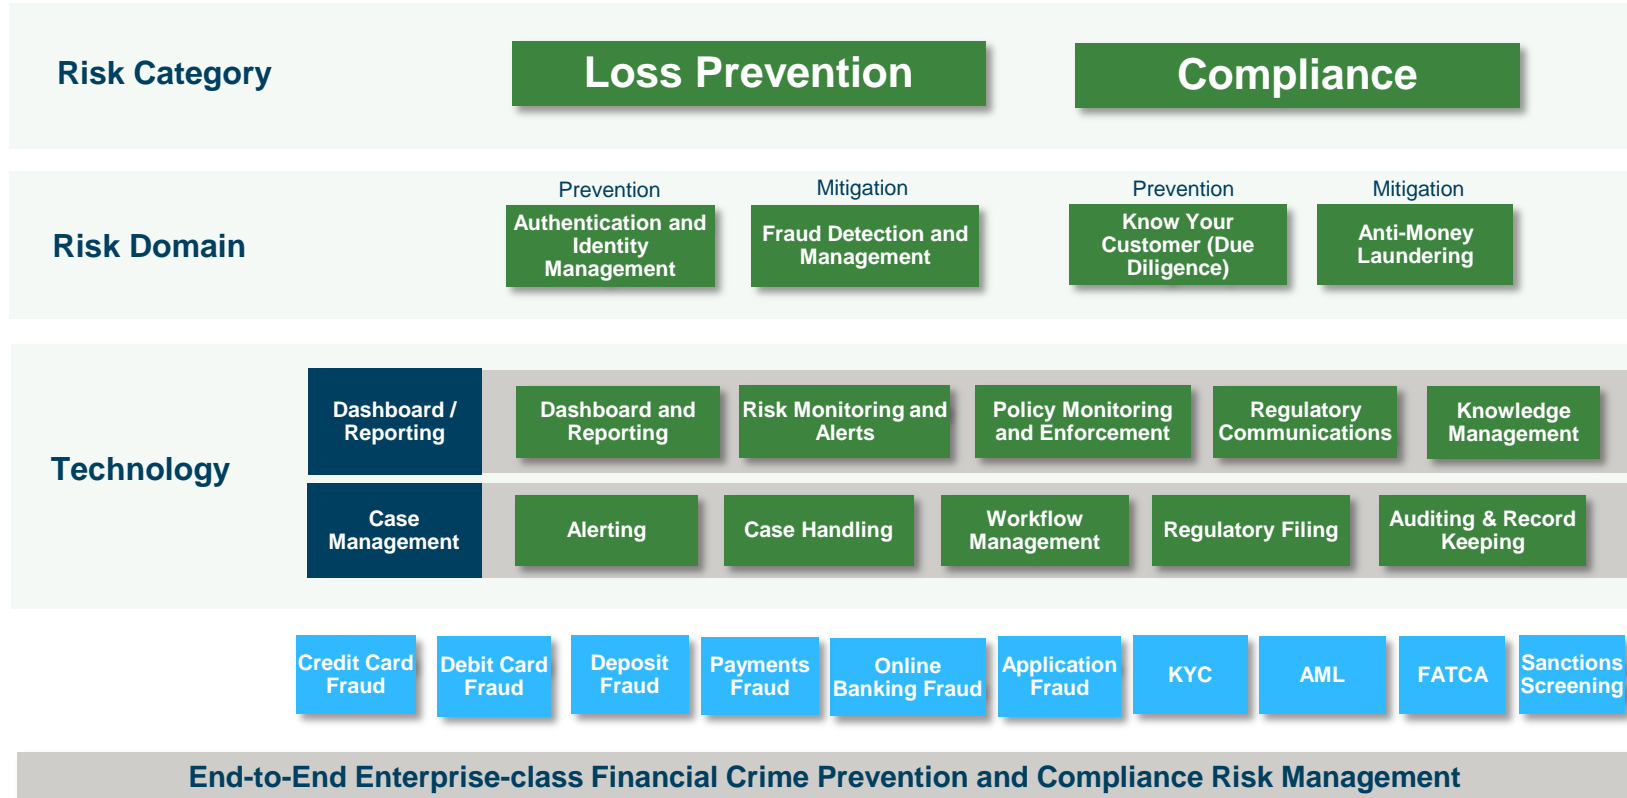 Risk Category
Loss Prevention
Compliance
Risk Domain
Prevention
Authentication and
Identity
Management
Mitigation
Fraud Detection and
Management
Prevention
Know Your
Customer (Due
Diligence)
Mitigation
Anti-Money
Laundering
Technology
Dashboard /
Reporting
Dashboard and
Reporting
Risk Monitoring and
Alerts
Policy Monitoring
and Enforcement
Regulatory
Communications
Knowledge
Management
Case
Management
Alerting
Case Handling
Workflow
Management
Regulatory Filing
Auditing & Record
Keeping
Credit Card
Fraud
Debit Card
Fraud
Deposit
Fraud
Payments
Fraud
Online
Banking Fraud
Application
Fraud
KYC
AML
FATCA
Sanctions
Screening
End-to-End Enterprise-class Financial Crime Prevention and Compliance Risk Management